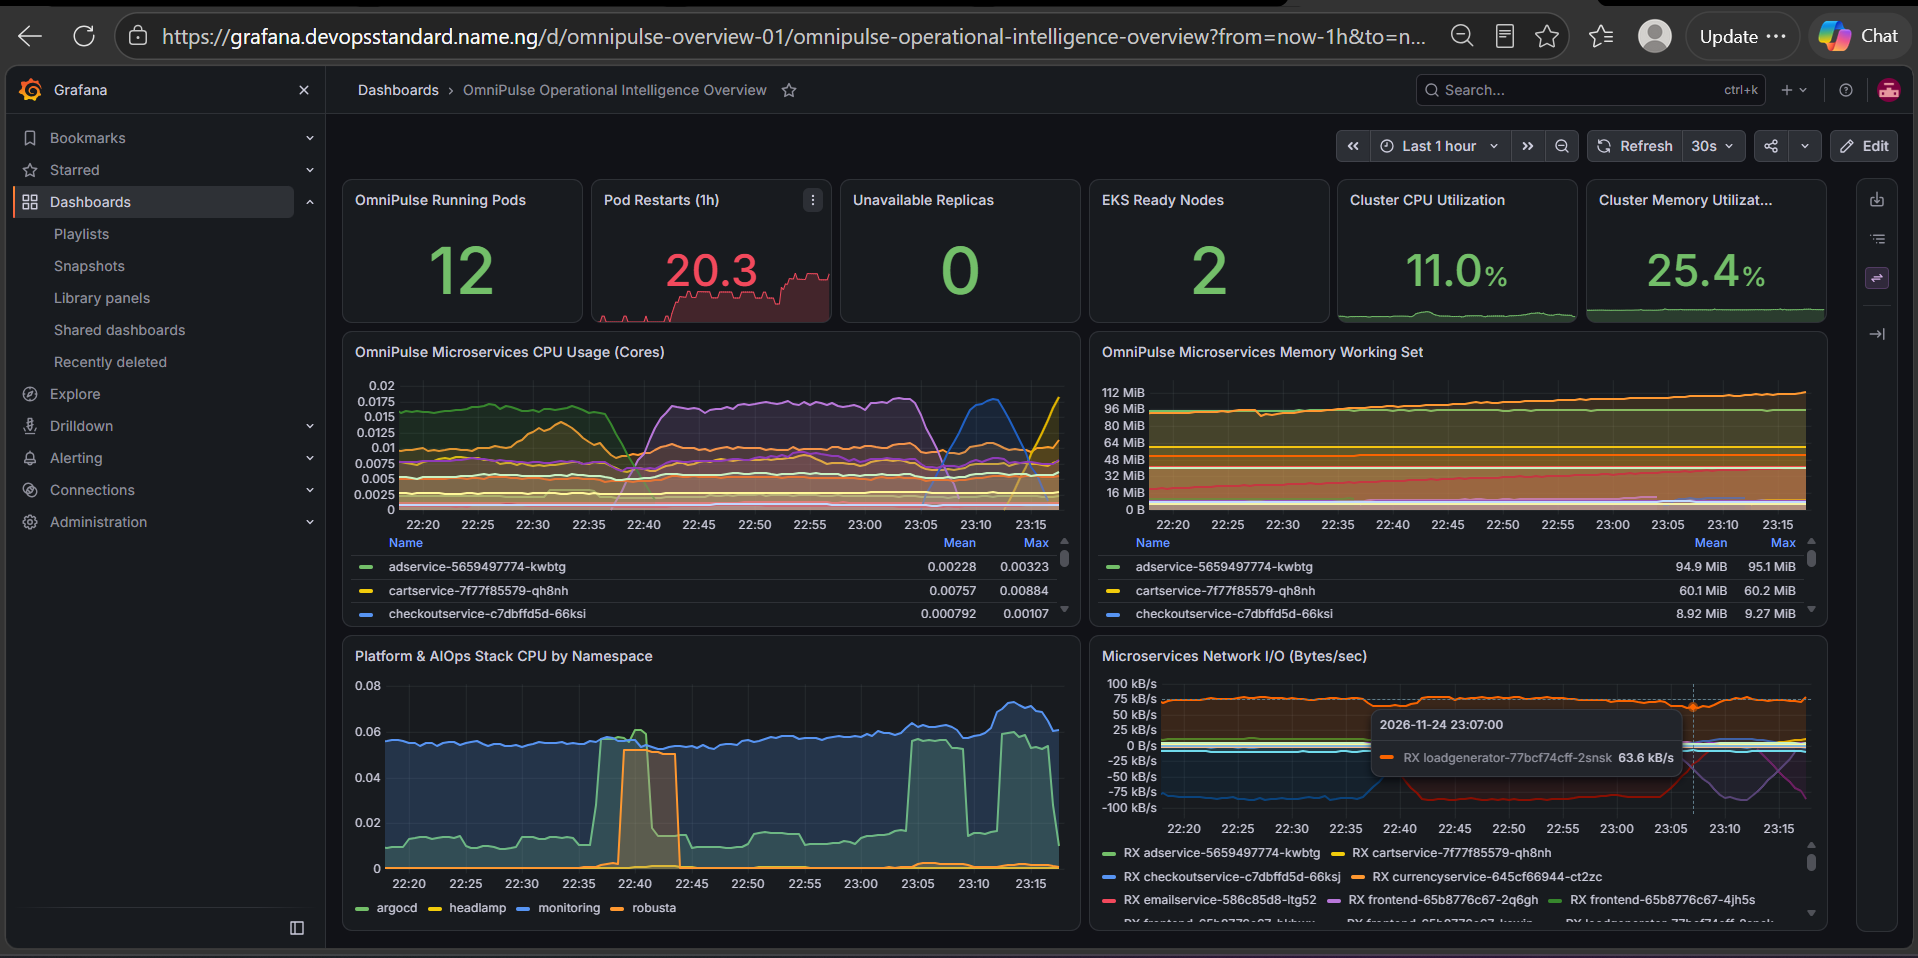 https://grafana.devopsstandard.name.ng/d/omnipulse-overview-01/omnipulse-operational-intelligence-overview?from=now-1h&to=n...
Update
Chat
Grafana
Dashboards › OmniPulse Operational Intelligence Overview
Search...
ctrl+k
Bookmarks
Starred
Dashboards
Playlists
Snapshots
Library panels
Shared dashboards
Recently deleted
Explore
Drilldown
Alerting
Connections
Administration
Last 1 hour
Refresh
30s
Edit
OmniPulse Running Pods
12
Pod Restarts (1h)
20.3
Unavailable Replicas
0
EKS Ready Nodes
2
Cluster CPU Utilization
11.0%
Cluster Memory Utilizat...
25.4%
OmniPulse Microservices CPU Usage (Cores)
0.02
0.0175
0.015
0.0125
0.01
0.0075
0.005
0.0025
0
22:20 22:25 22:30 22:35 22:40 22:45 22:50 22:55 23:00 23:05 23:10 23:15
Name Mean Max
adservice-5659497774-kwbtg 0.00228 0.00323
cartservice-7f77f85579-qh8nh 0.00757 0.00884
checkoutservice-c7dbffd5d-66ksi 0.000792 0.00107
OmniPulse Microservices Memory Working Set
112 MiB
96 MiB
80 MiB
64 MiB
48 MiB
32 MiB
16 MiB
0 B
22:20 22:25 22:30 22:35 22:40 22:45 22:50 22:55 23:00 23:05 23:10 23:15
Name Mean Max
adservice-5659497774-kwbtg 94.9 MiB 95.1 MiB
cartservice-7f77f85579-qh8nh 60.1 MiB 60.2 MiB
checkoutservice-c7dbffd5d-66ksi 8.92 MiB 9.27 MiB
Platform & AIOps Stack CPU by Namespace
0.08
0.06
0.04
0.02
0
22:20 22:25 22:30 22:35 22:40 22:45 22:50 22:55 23:00 23:05 23:10 23:15
argocd headlamp monitoring robusta
Microservices Network I/O (Bytes/sec)
100 kB/s
75 kB/s
50 kB/s
25 kB/s
0 B/s
-25 kB/s
-50 kB/s
-75 kB/s
-100 kB/s
2026-11-24 23:07:00
RX loadgenerator-77bcf74cff-2snsk 63.6 kB/s
22:20 22:25 22:30 22:35 22:40 22:45 22:50 22:55 23:00 23:05 23:10 23:15
RX adservice-5659497774-kwbtg RX cartservice-7f77f85579-qh8nh
RX checkoutservice-c7dbffd5d-66ksj RX currencyservice-645cf66944-ct2zc
RX emailservice-586c85d8-ltg52 RX frontend-65b8776c67-2q6gh RX frontend-65b8776c67-4jh5s